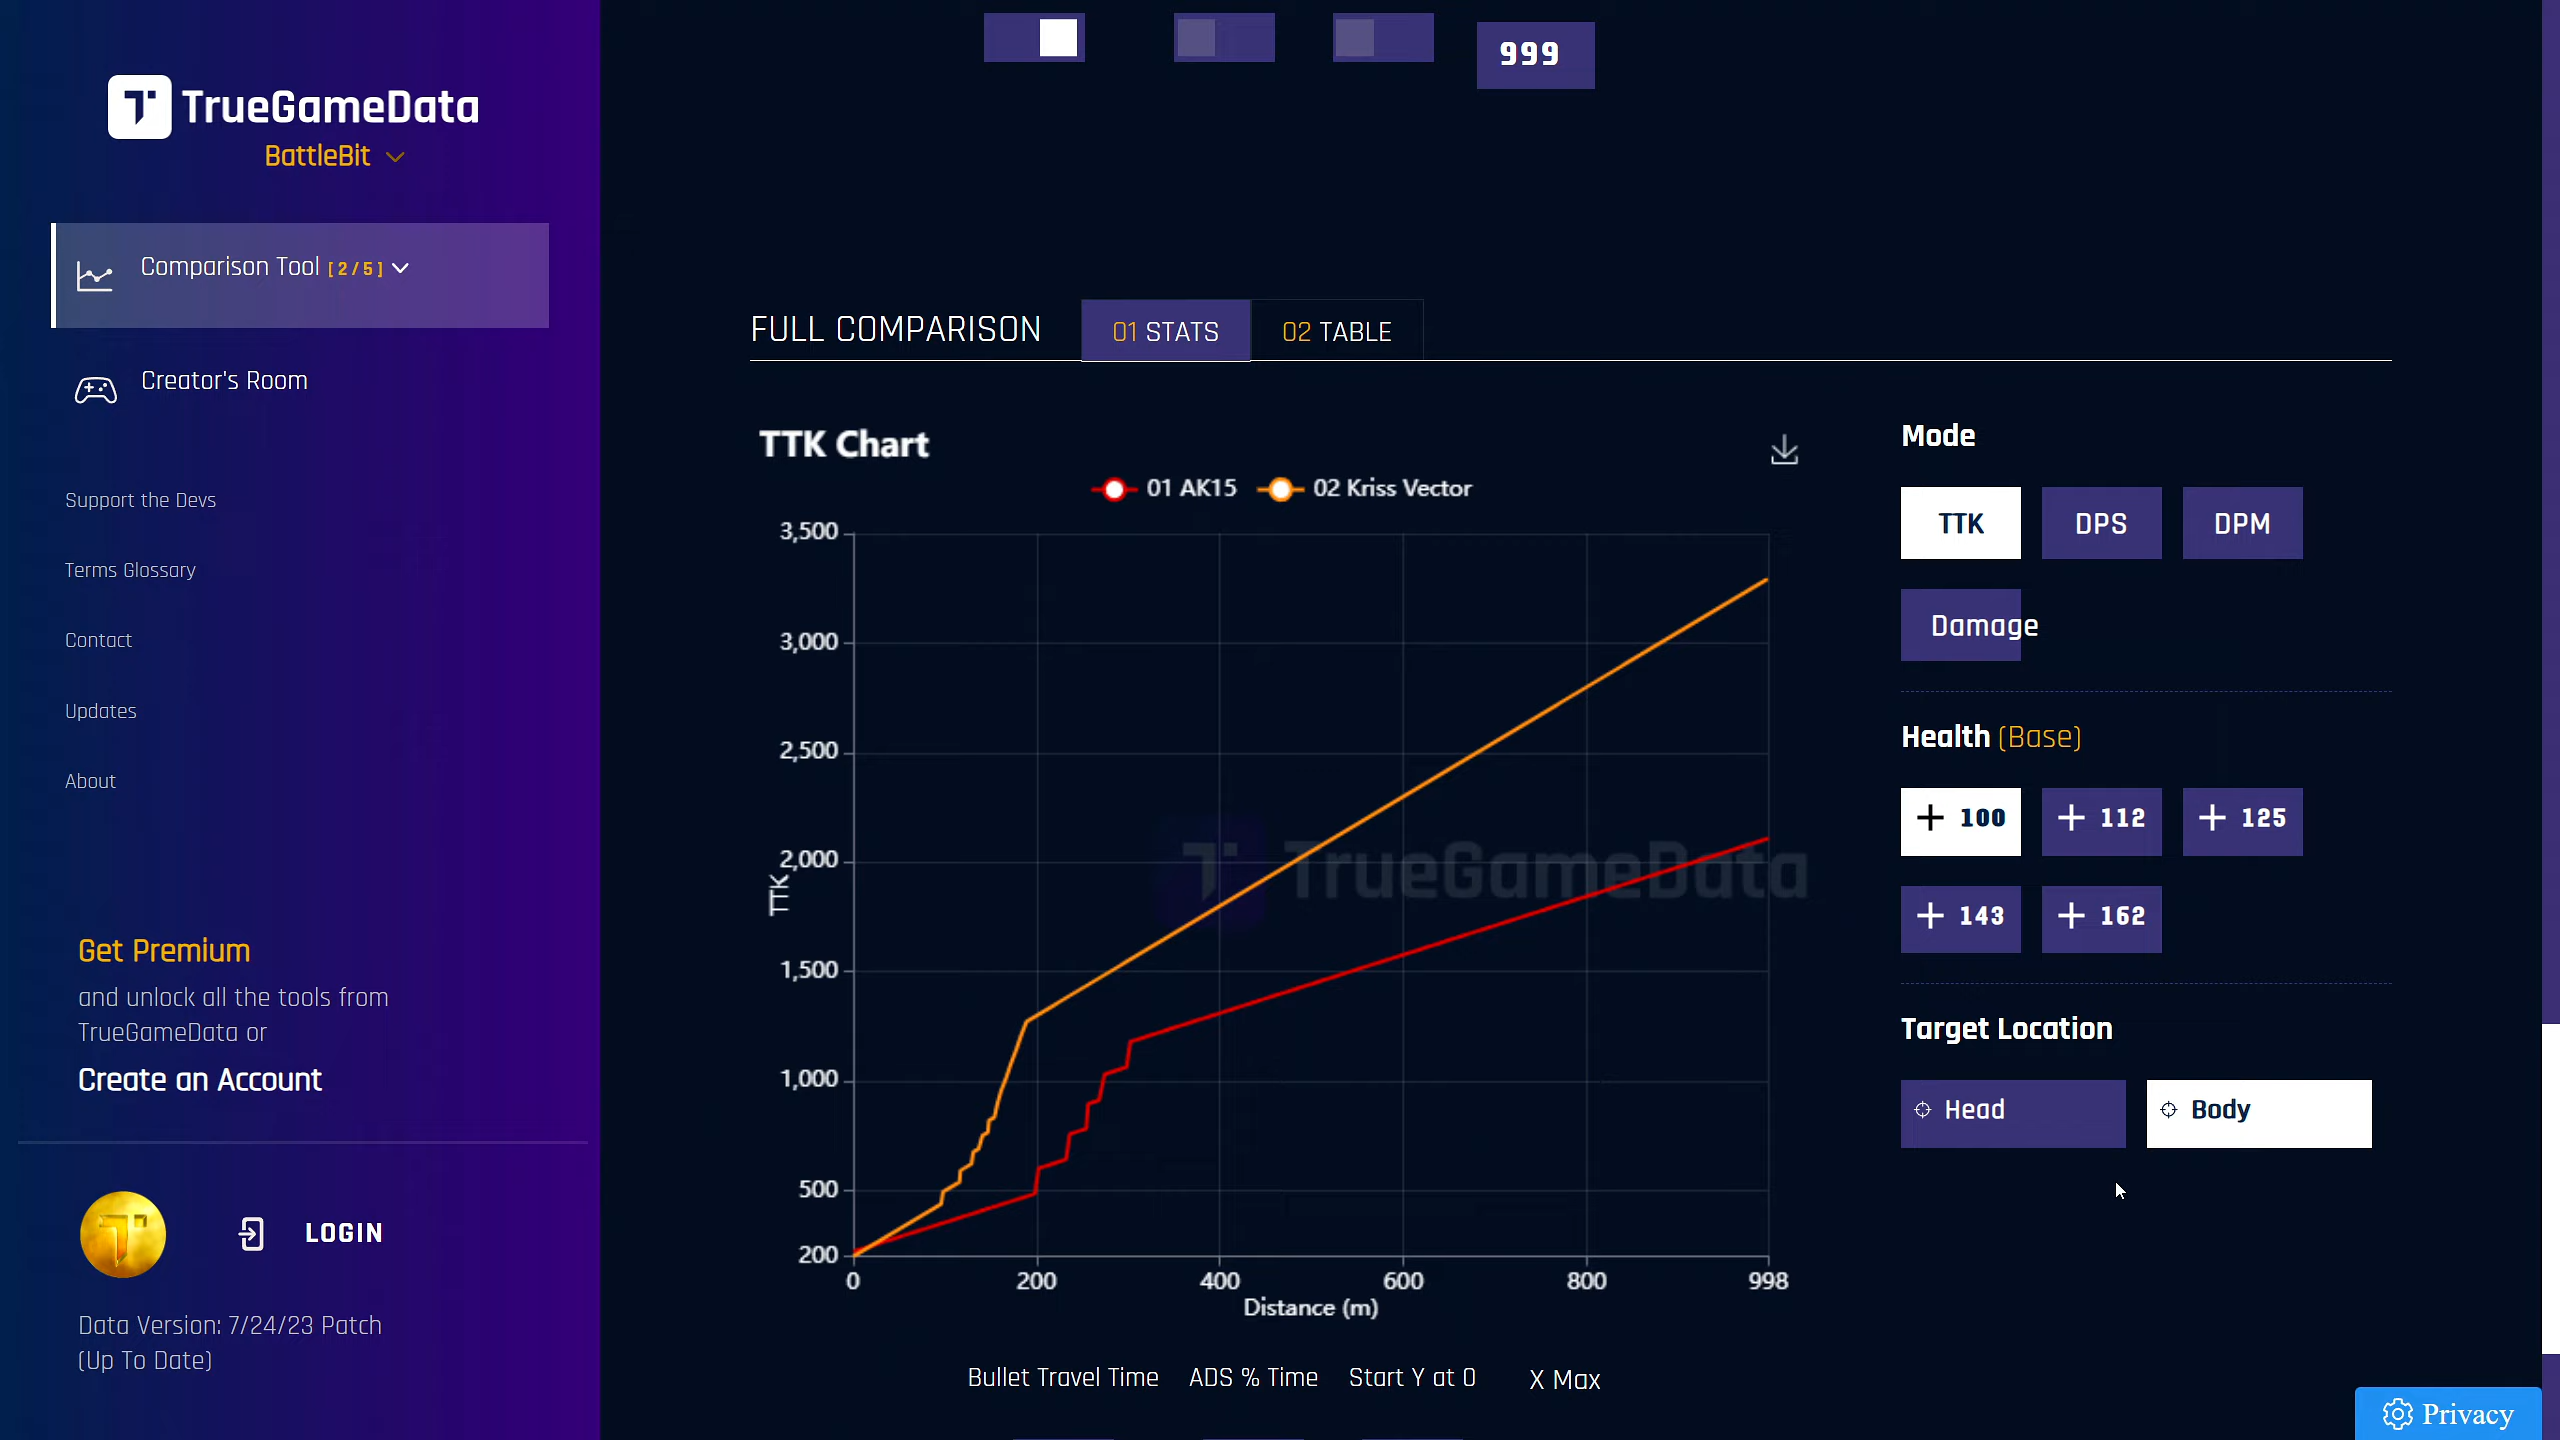 999
TrueGameData
BattleBit
Comparison Tool [2/5]
Creator's Room
Support the Devs
Terms Glossary
Contact
Updates
About
Get Premium
and unlock all the tools from
TrueGameData or
Create an Account
LOGIN
Data Version: 7/24/23 Patch
(Up To Date)
FULL COMPARISON
01 STATS
02 TABLE
TTK Chart
01 AK15
02 Kriss Vector
3,500
3,000
2,500
2,000
1,500
1,000
500
200
TTK
TrueGameData
0
200
400
600
800
998
Distance (m)
Bullet Travel Time
ADS % Time
Start Y at 0
X Max
Mode
TTK
DPS
DPM
Damage
Health (Base)
100
112
125
143
162
Target Location
Head
Body
Privacy